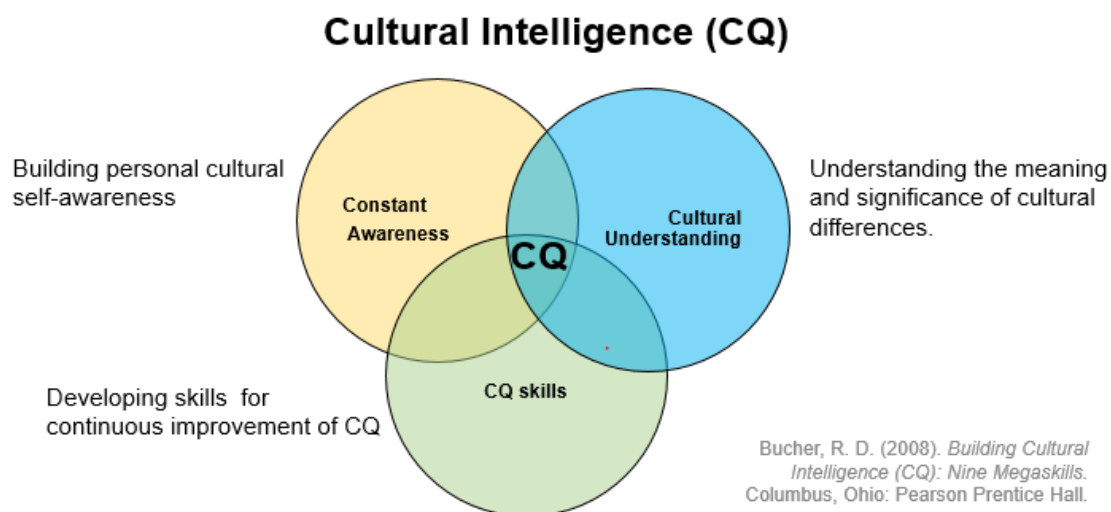 Cultural Intelligence (CQ)
Building personal cultural
self-awareness
Constant
Awareness
Cultural
Understanding
Understanding the meaning
and significance of cultural
differences.
CQ
CQ skills
Developing skills for
continuous improvement of CQ
Bucher, R. D. (2008). Building Cultural
Intelligence (CQ): Nine Megaskills.
Columbus, Ohio: Pearson Prentice Hall.